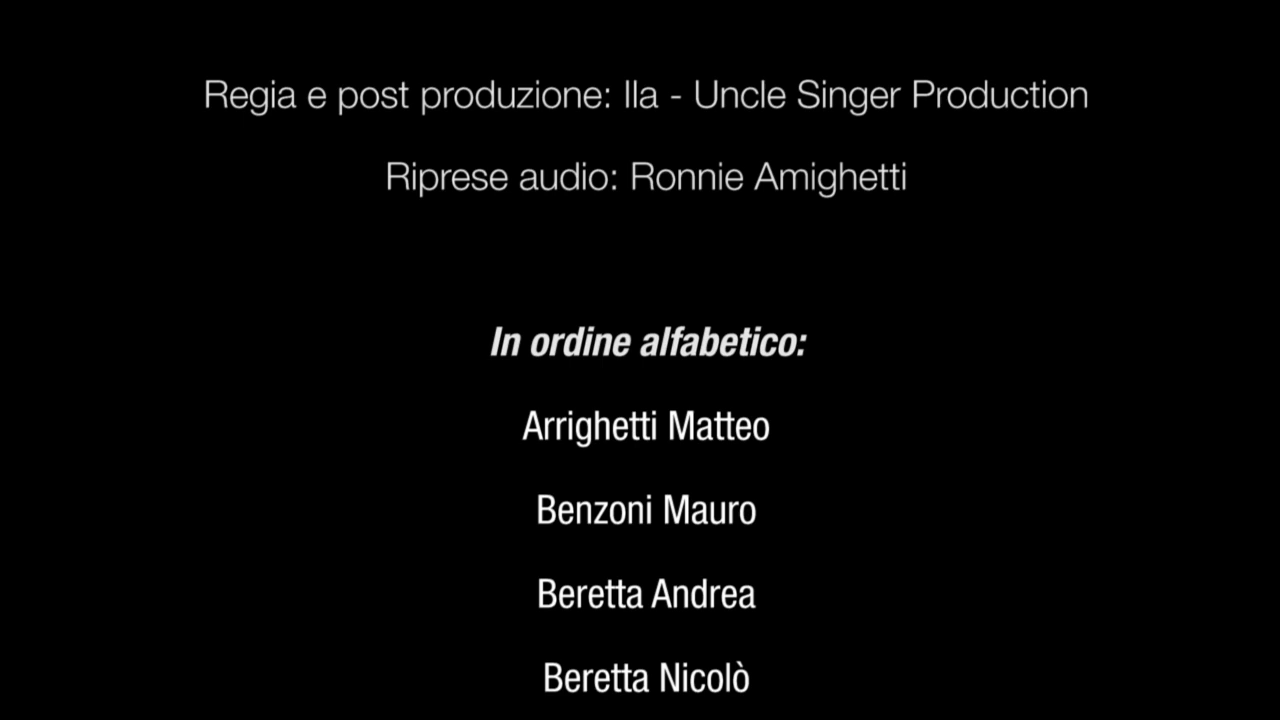 Regia e post produzione: Ila - Uncle Singer Production
Riprese audio: Ronnie Amighetti
In ordine alfabetico:
Arrighetti Matteo
Benzoni Mauro
Beretta Andrea
Beretta Nicolò